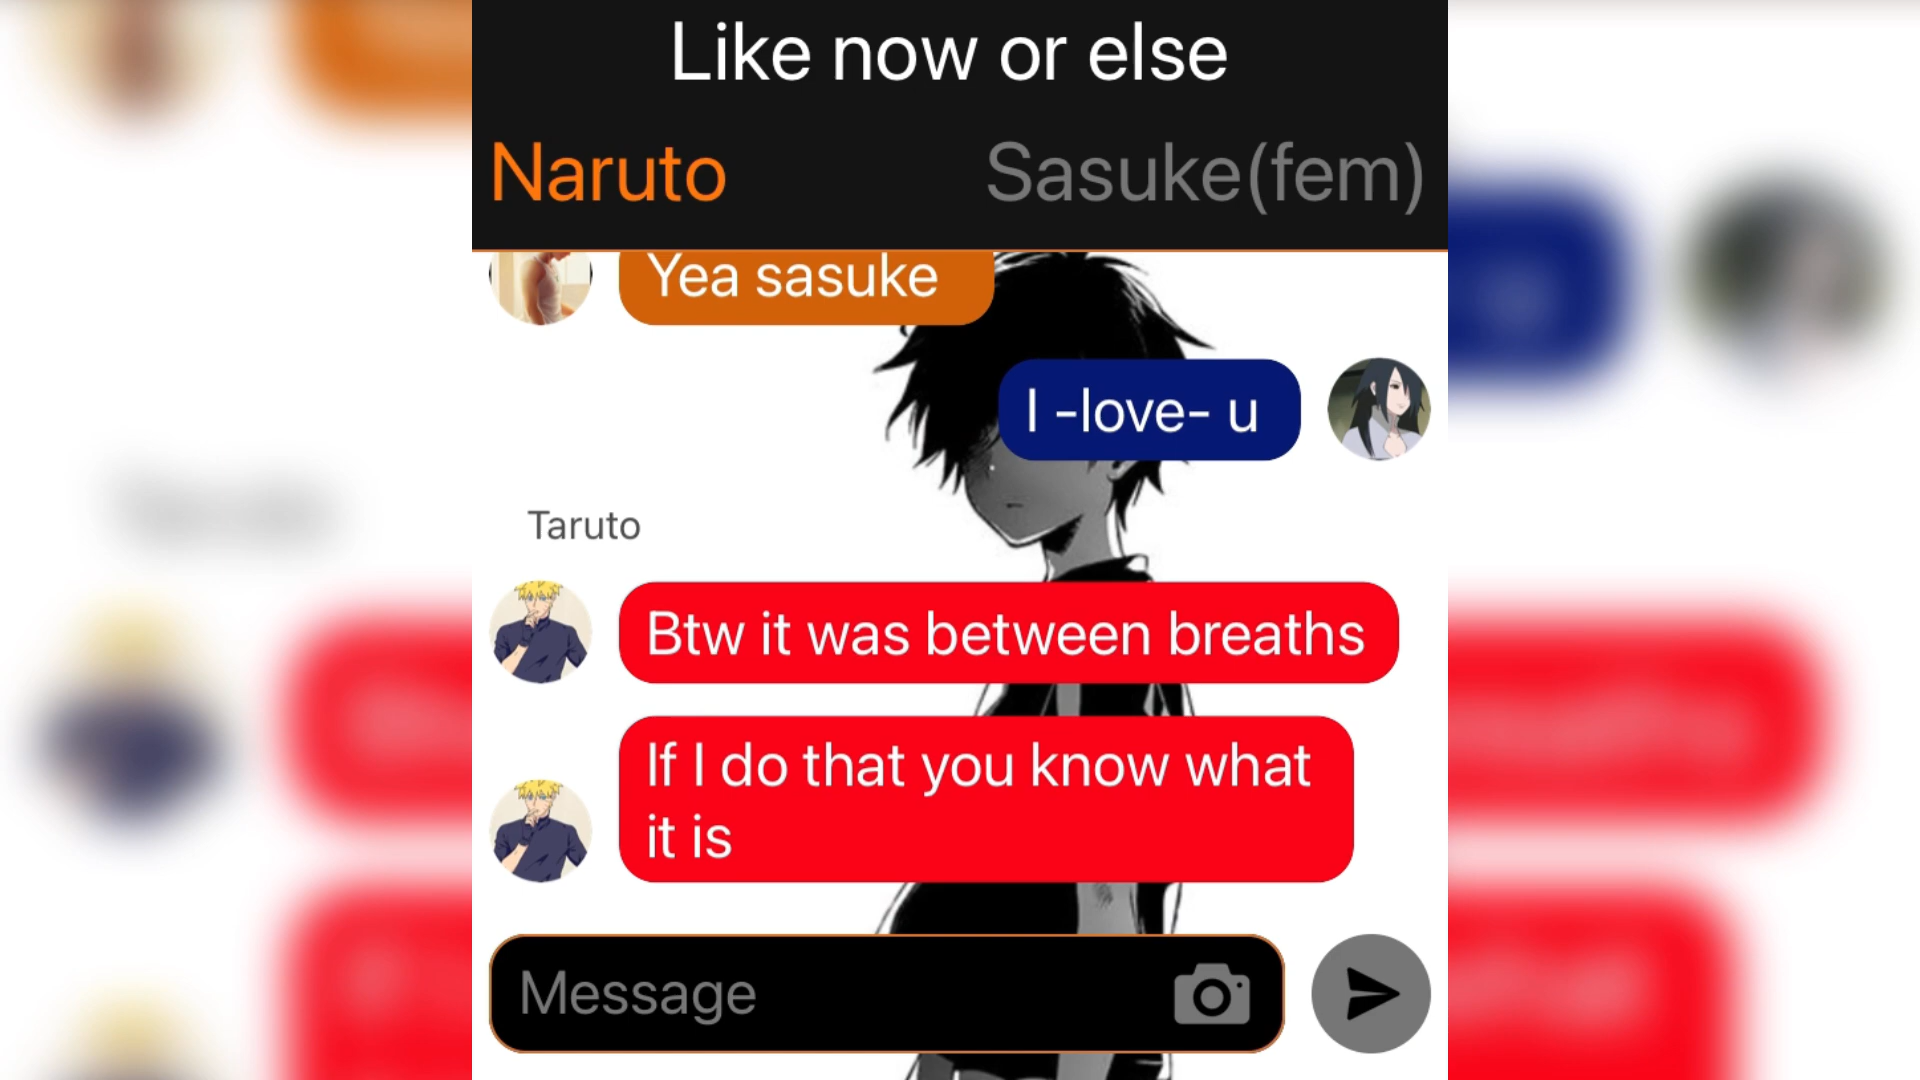 Like now or else
Naruto Sasuke(fem)
Yea sasuke
I -love- u
Taruto
Btw it was between breaths
If I do that you know what
it is
Message